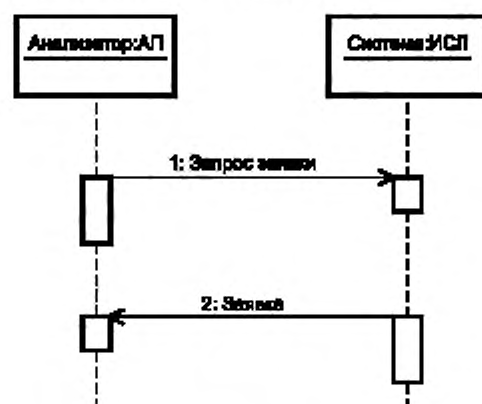 Анализатор:АП
Система:ИСЛ
1: Запрос заявки
2: Заявка